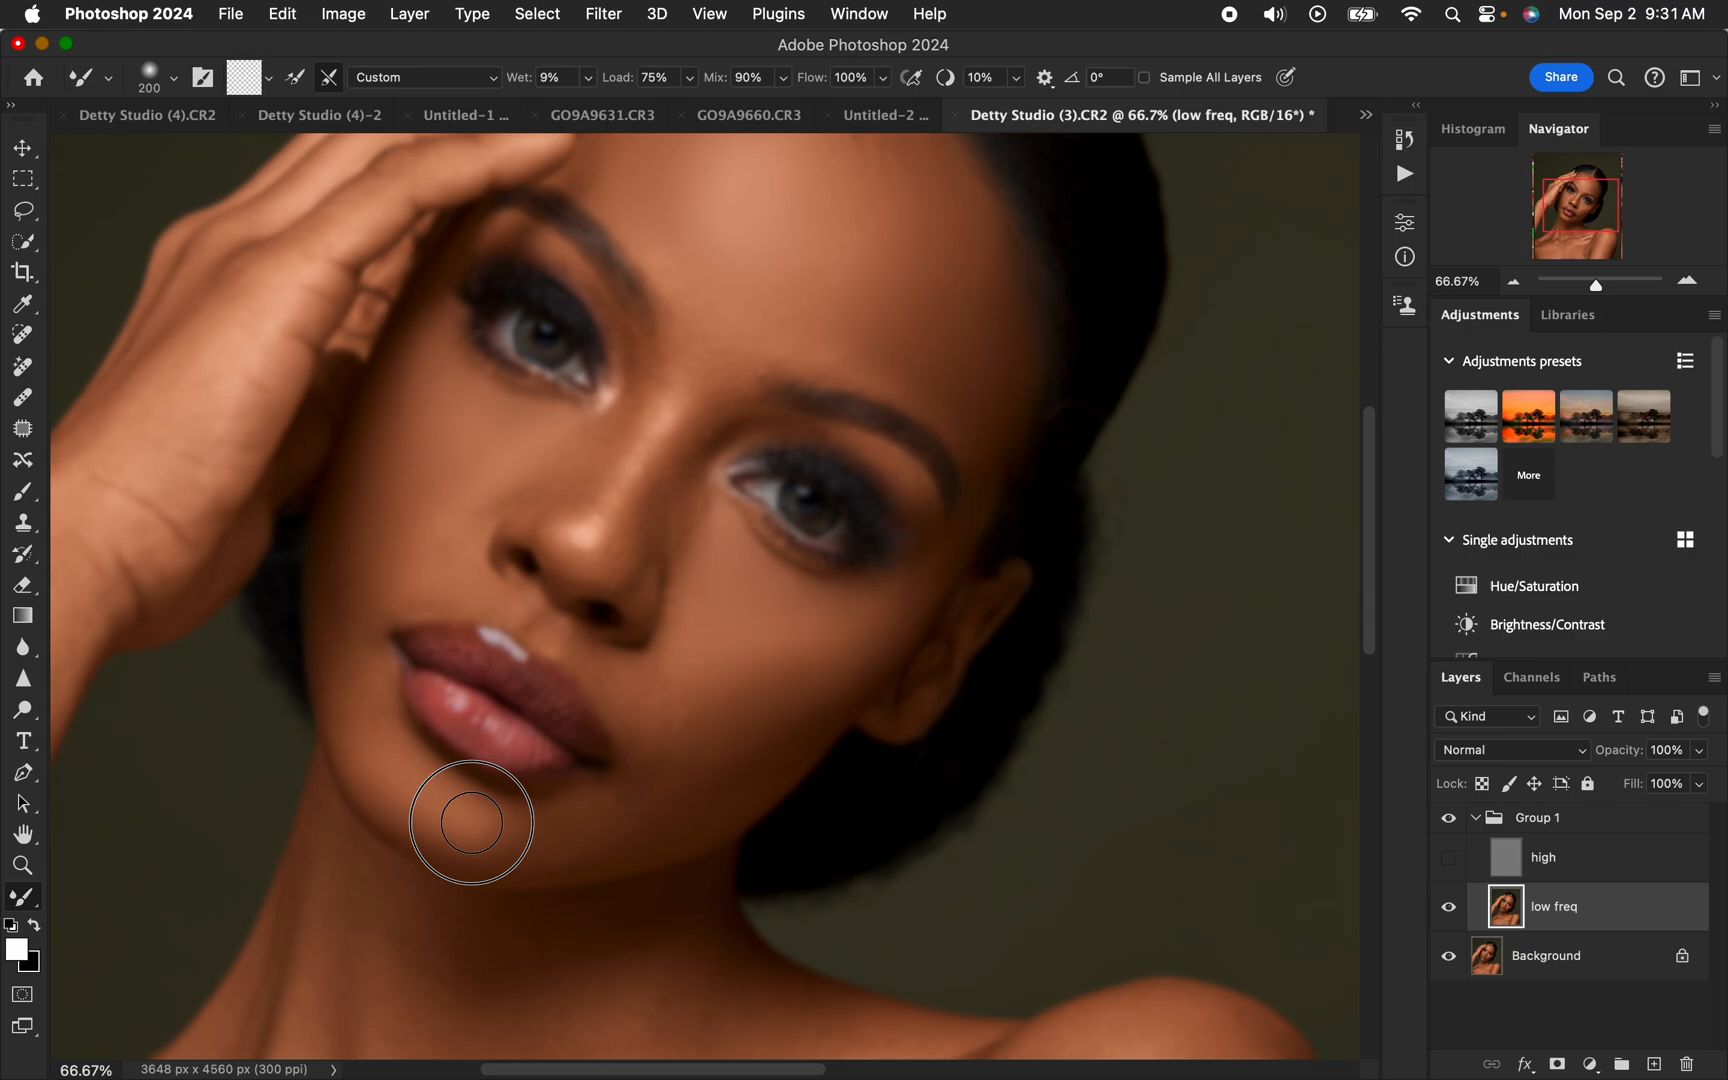 Photoshop 2024 File Edit Image Layer Type Select Filter 3D View Plugins Window Help Mon Sep 2 9:31 AM
Adobe Photoshop 2024
200 Custom Wet: 9% Load: 75% Mix: 90% Flow: 100% 10% 0° Sample All Layers Share
Detty Studio (4).CR2 Detty Studio (4)-2 Untitled-1 ... GO9A9631.CR3 GO9A9660.CR3 Untitled-2 ... Detty Studio (3).CR2 @ 66.7% (low freq, RGB/16*) *
Histogram Navigator
66.67%
Adjustments Libraries
Adjustments presets
More
Single adjustments
Hue/Saturation
Brightness/Contrast
Layers Channels Paths
Kind
Normal Opacity: 100%
Lock: Fill: 100%
Group 1
high
low freq
Background
66.67% 3648 px x 4560 px (300 ppi)